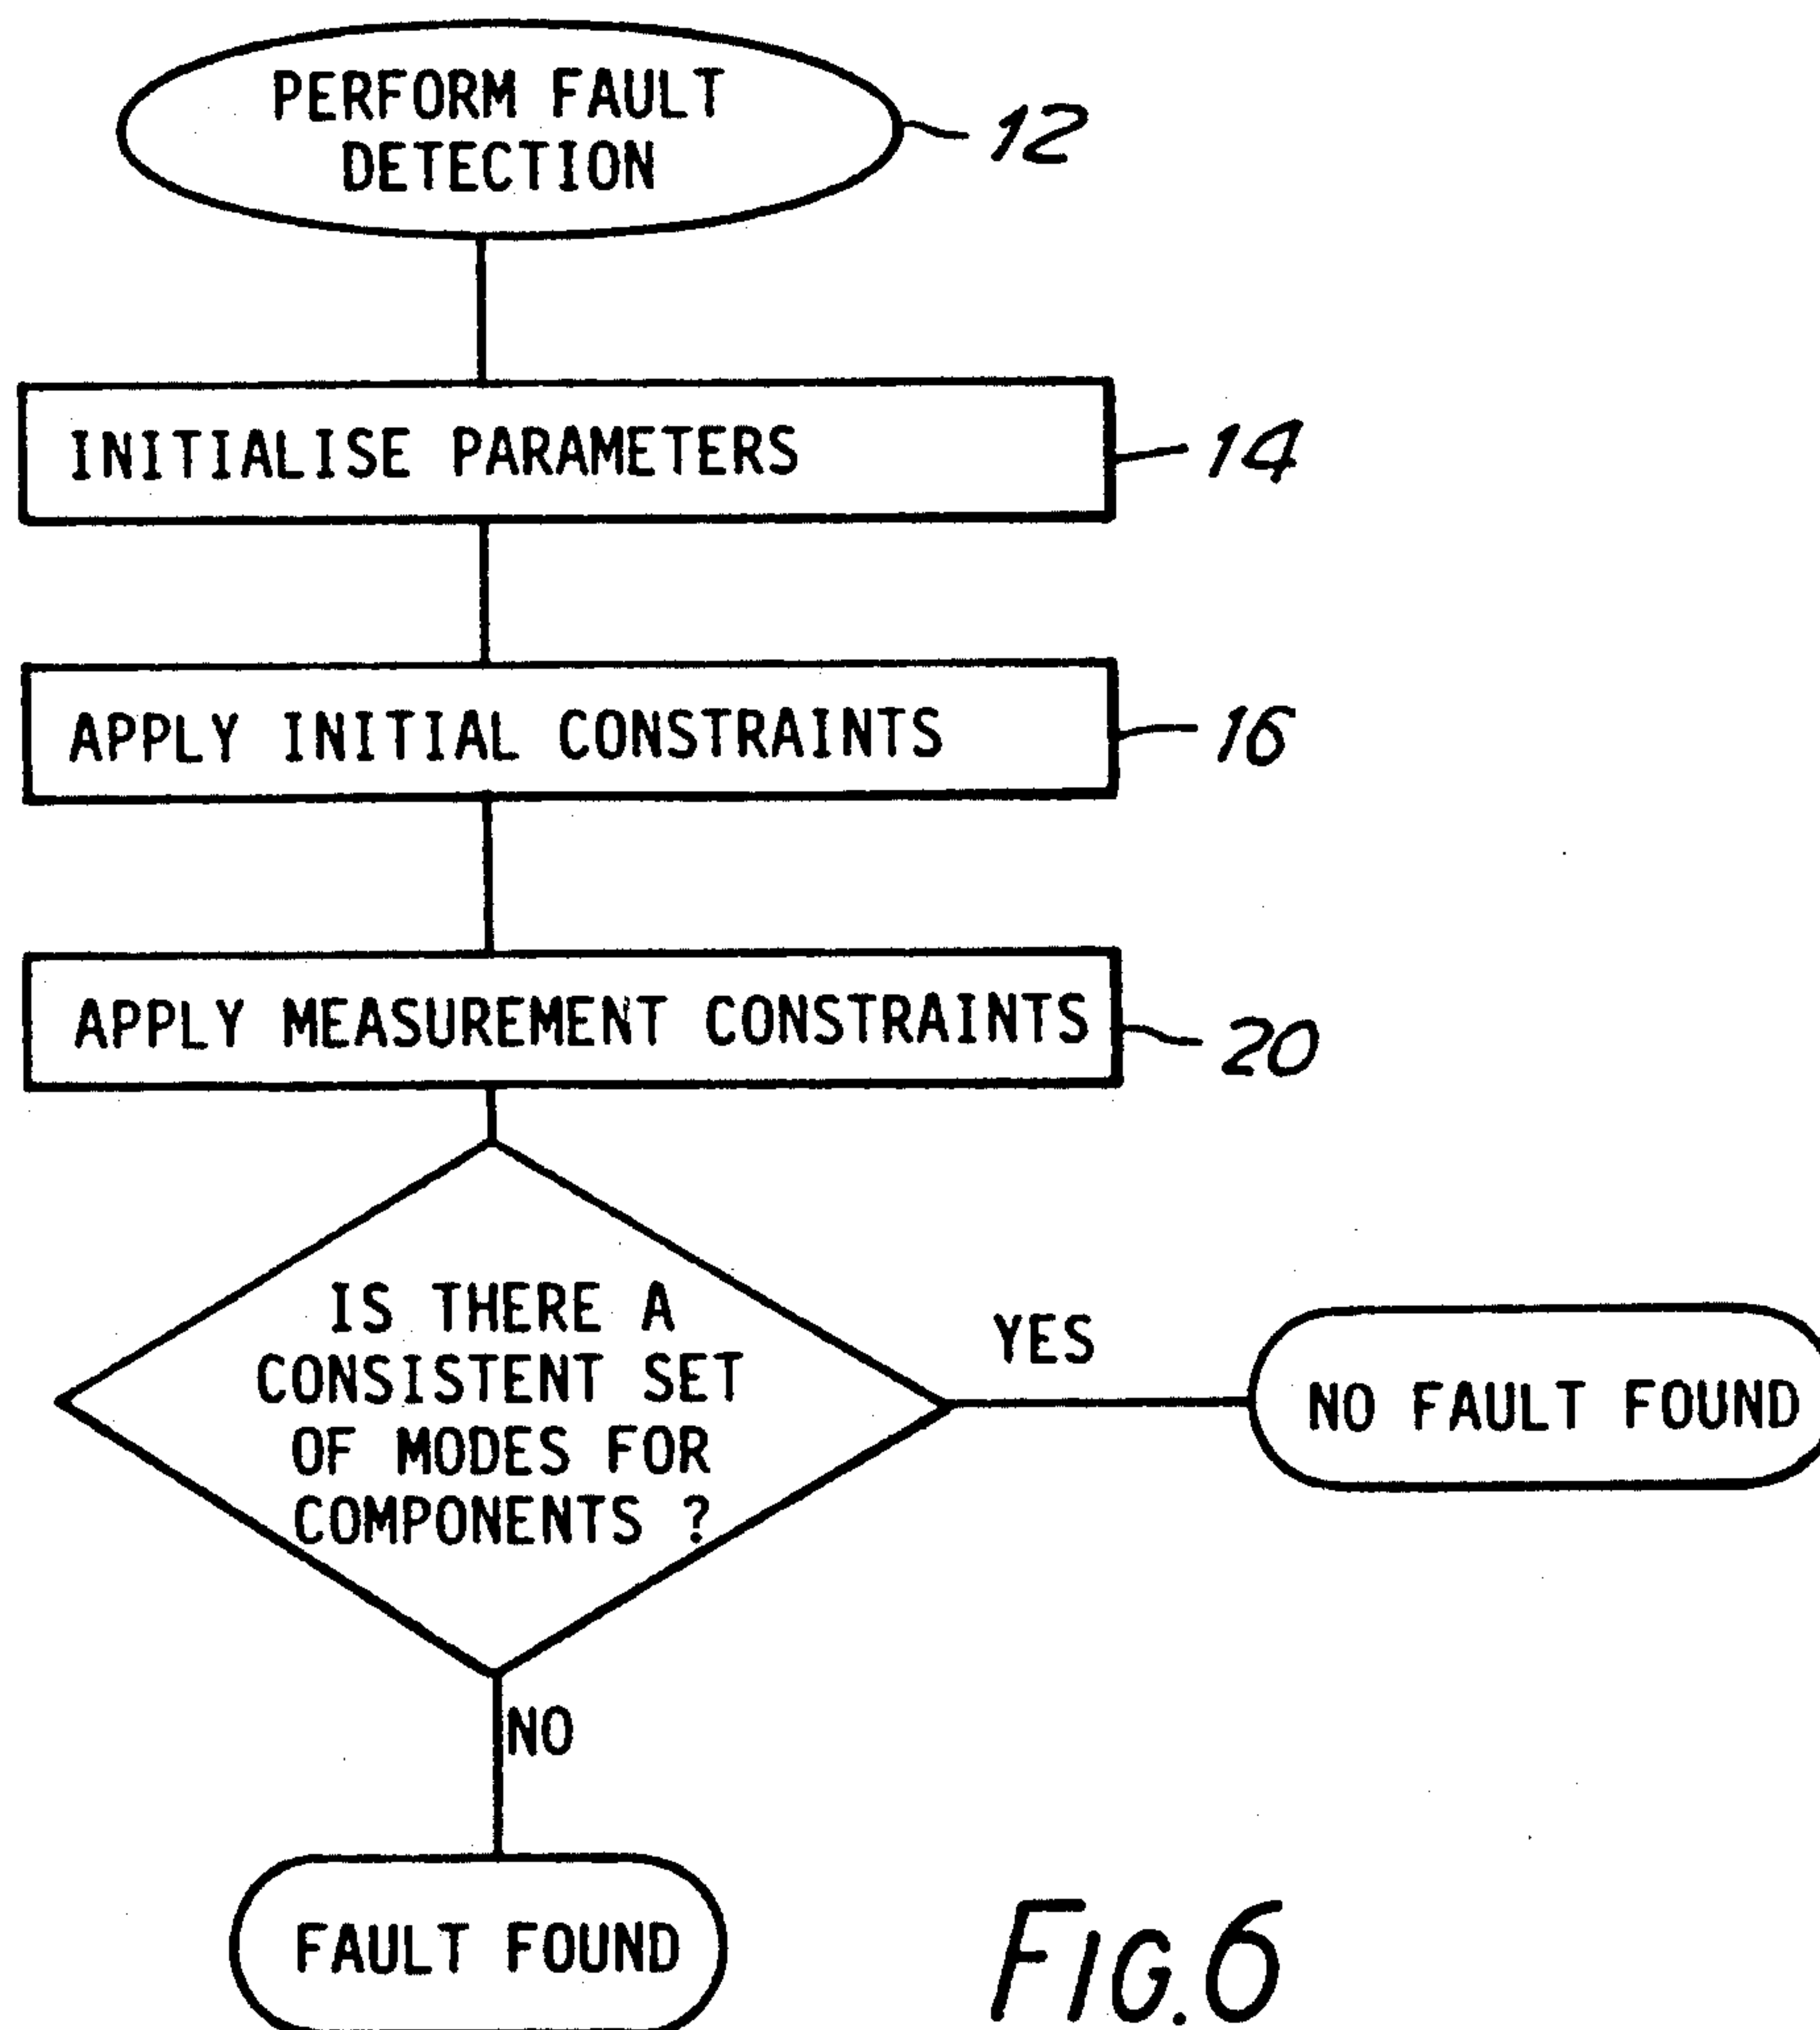 PERFORM FAULT
DETECTION
12
INITIALISE PARAMETERS
14
APPLY INITIAL CONSTRAINTS
16
APPLY MEASUREMENT CONSTRAINTS
20
IS THERE A
CONSISTENT SET
OF MODES FOR
COMPONENTS ?
YES
NO FAULT FOUND
NO
FAULT FOUND
FIG.6